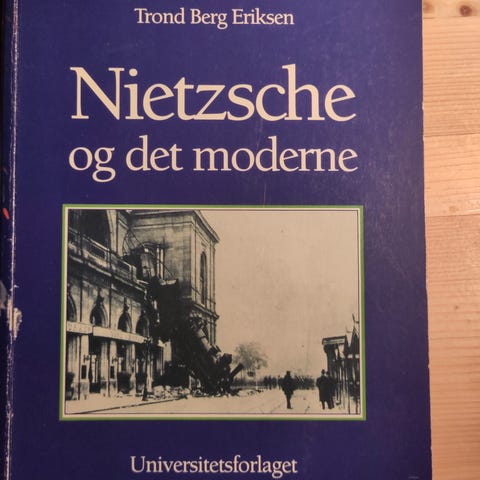 Trond Berg Eriksen
Nietzsche
og det moderne
Universitetsforlaget